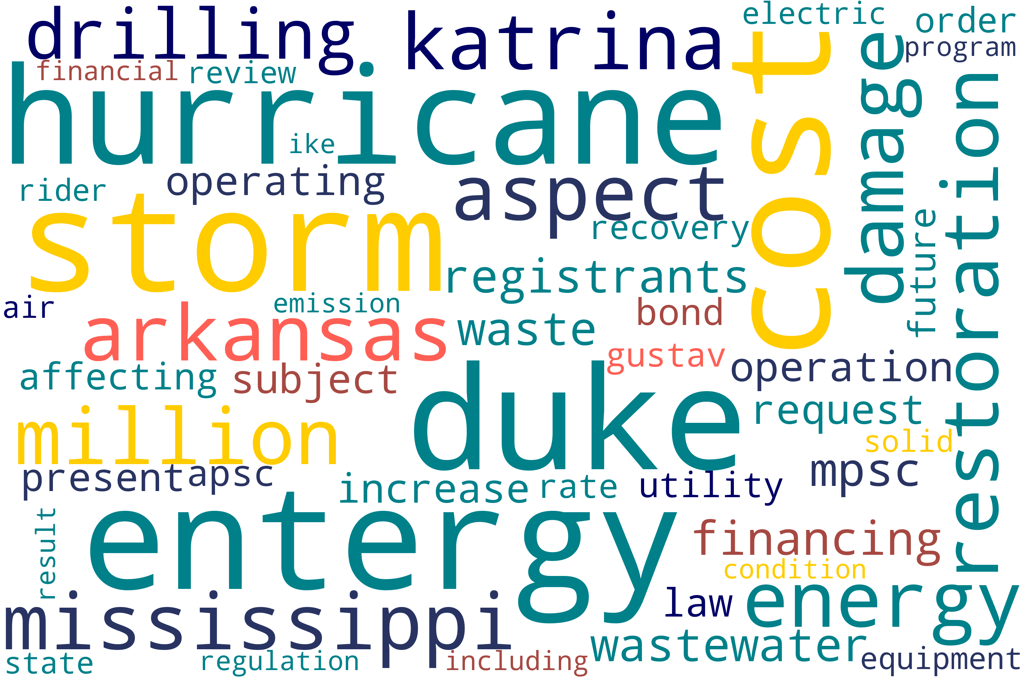 drilling
katrina
electric
order
program
financial
review
hurricane
cost
damage
ike
rider
operating
aspect
restoration
storm
recovery
future
registrants
air
emission
bond
arkansas
waste
gustav
operation
affecting
subject
duke
request
million
solid
present
apsc
mpsc
increase
rate
utility
entergy
result
financing
condition
law
energy
mississippi
wastewater
state
regulation
including
equipment